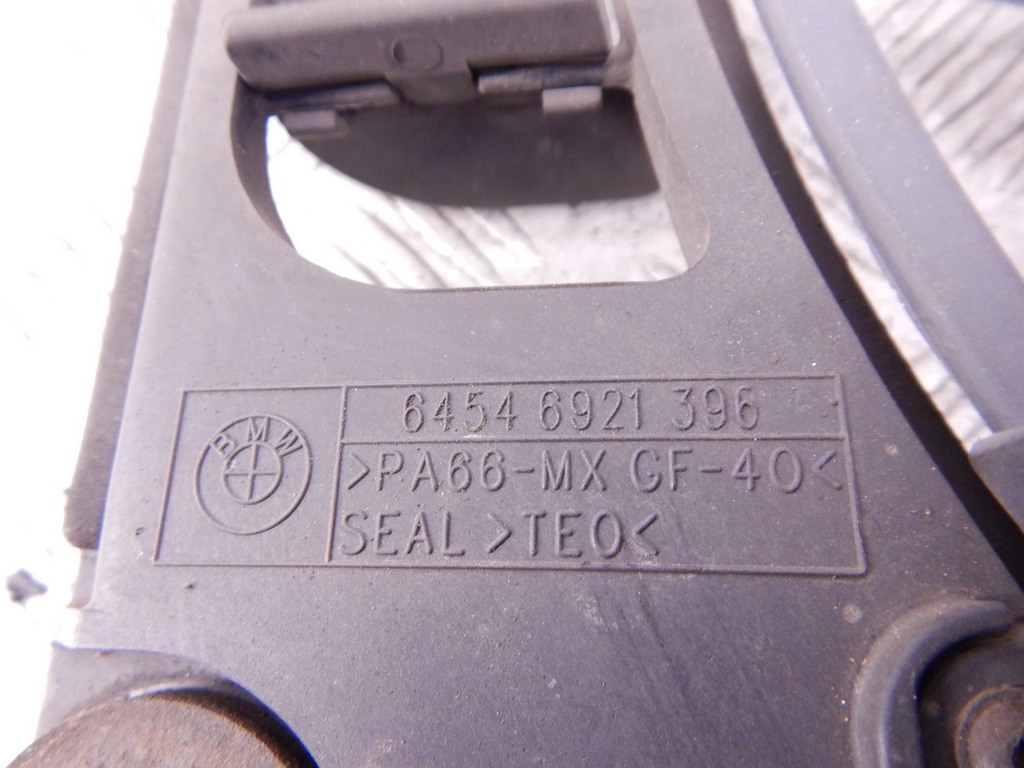 BMW
6454 6921 396
>PA66-MX GF-40<
SEAL >TEO<